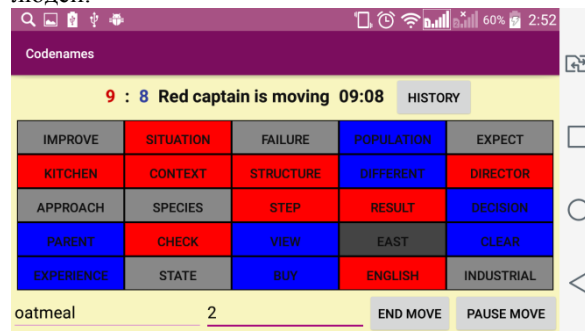 людей.
60% 2:52
Codenames
9 : 8 Red captain is moving 09:08 HISTORY
IMPROVE SITUATION FAILURE POPULATION EXPECT
KITCHEN CONTEXT STRUCTURE DIFFERENT DIRECTOR
APPROACH SPECIES STEP RESULT DECISION
PARENT CHECK VIEW EAST CLEAR
EXPERIENCE STATE BUY ENGLISH INDUSTRIAL
oatmeal 2 END MOVE PAUSE MOVE